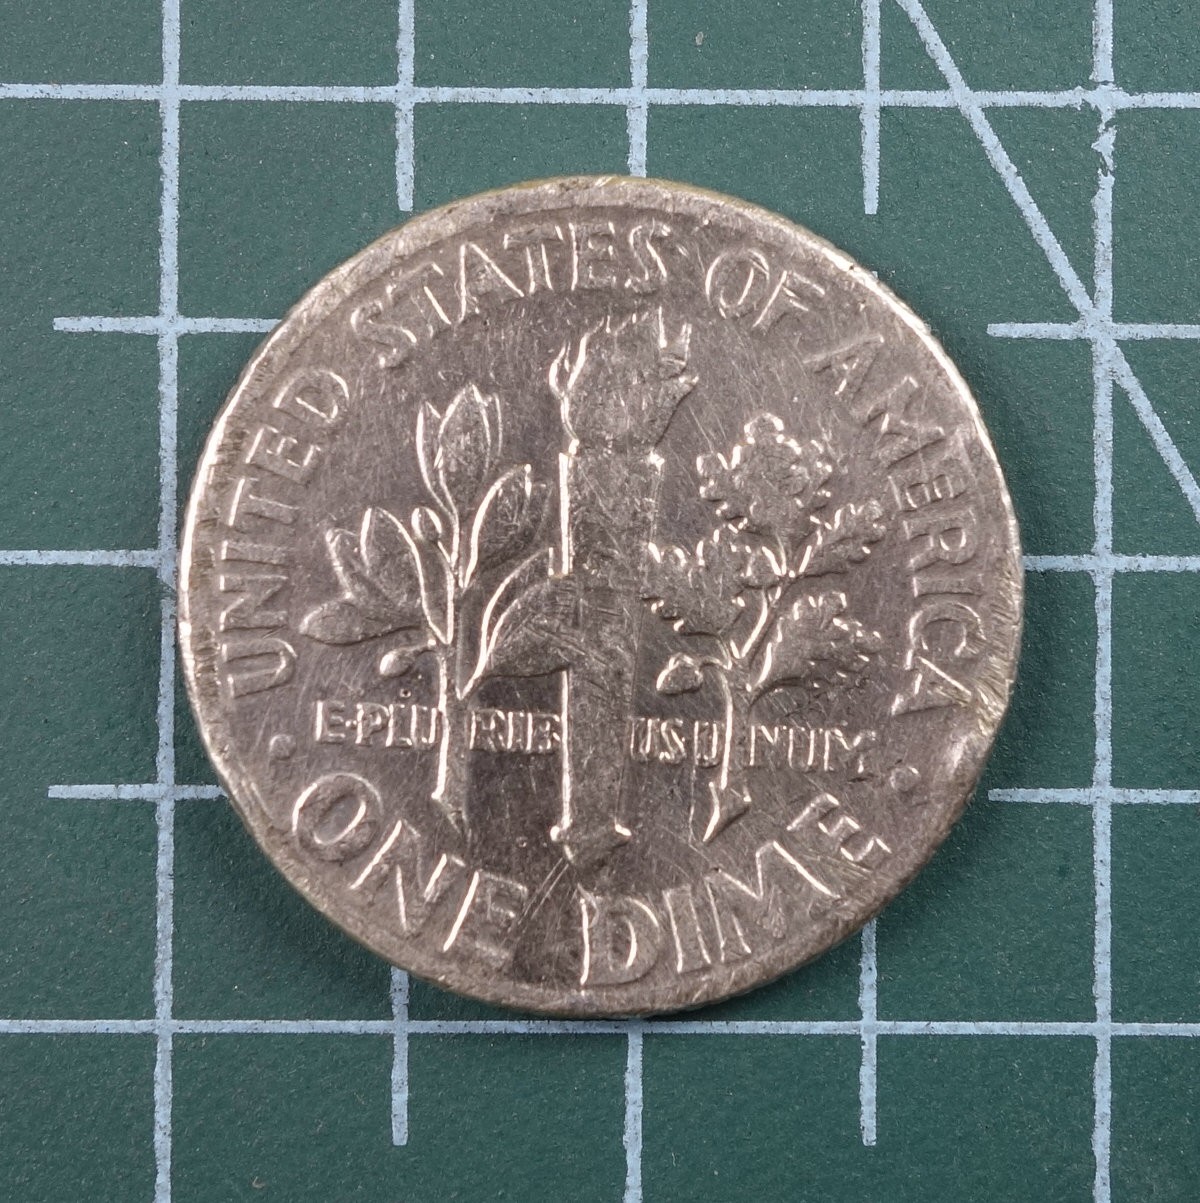 UNITED STATES OF AMERICA
E·PLURIBUS UNUM
· ONE DIME ·